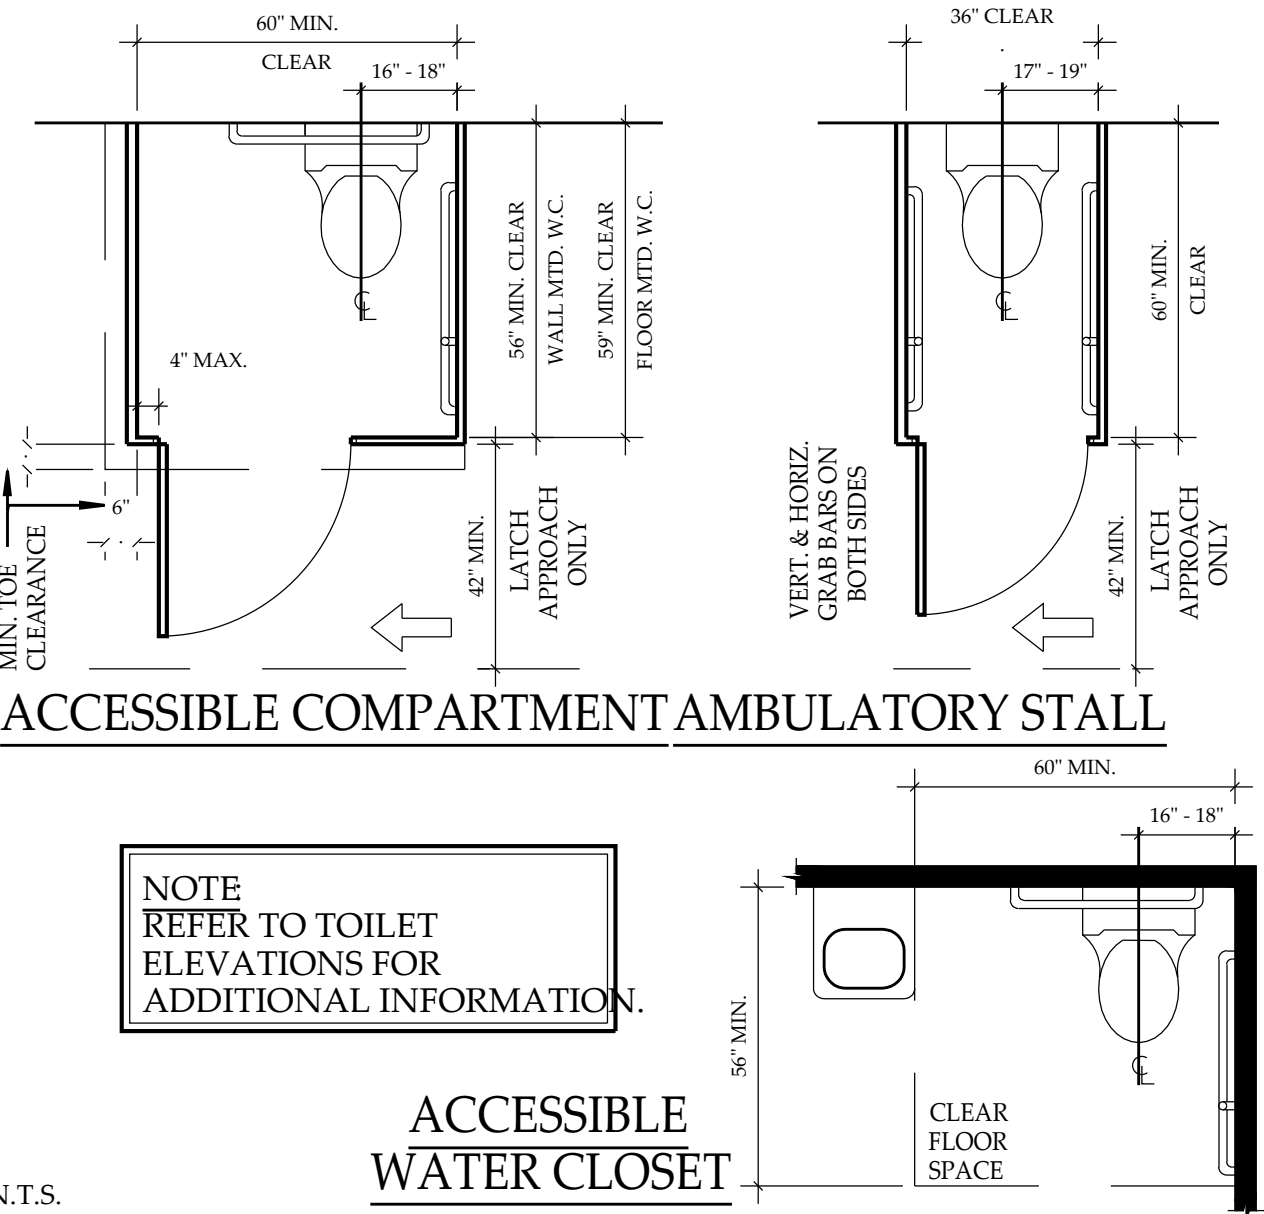 60" MIN.
CLEAR
16" - 18"
56" MIN. CLEAR
WALL MTD. W.C.
59" MIN. CLEAR
FLOOR MTD. W.C.
℄
4" MAX.
6"
MIN. TOE
CLEARANCE
42" MIN.
LATCH
APPROACH
ONLY
ACCESSIBLE COMPARTMENT
36" CLEAR
17" - 19"
60" MIN.
CLEAR
℄
VERT. & HORIZ.
GRAB BARS ON
BOTH SIDES
42" MIN.
LATCH
APPROACH
ONLY
AMBULATORY STALL
NOTE:
REFER TO TOILET
ELEVATIONS FOR
ADDITIONAL INFORMATION.
60" MIN.
16" - 18"
56" MIN.
℄
CLEAR
FLOOR
SPACE
ACCESSIBLE
WATER CLOSET
N.T.S.